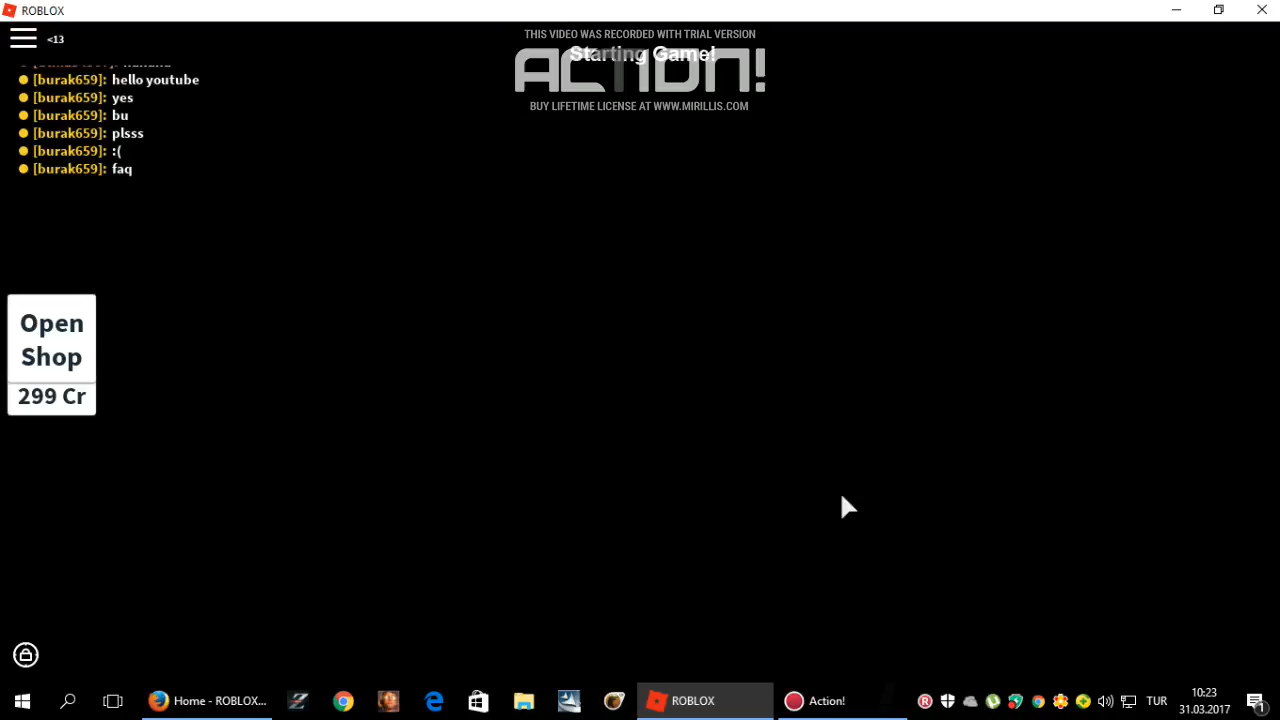 ROBLOX
<13
THIS VIDEO WAS RECORDED WITH TRIAL VERSION
Starting Game!
ACTION!
BUY LIFETIME LICENSE AT WWW.MIRILLIS.COM
[burak659]: hello youtube
[burak659]: yes
[burak659]: bu
[burak659]: plsss
[burak659]: :(
[burak659]: faq
Open
Shop
299 Cr
Home - ROBLOX...
ROBLOX
Action!
TUR
10:23
31.03.2017
1